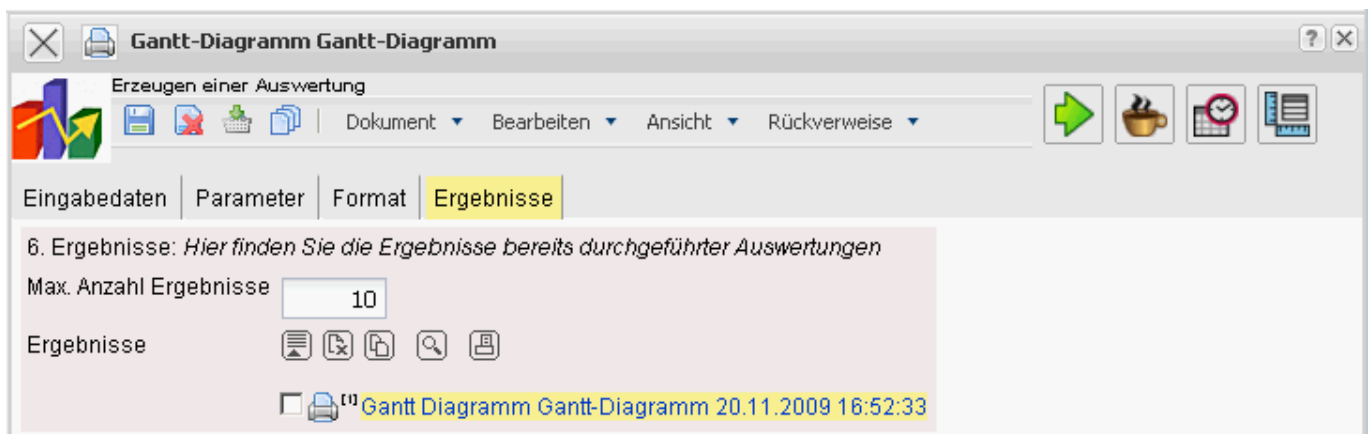 Gantt-Diagramm Gantt-Diagramm
?
Erzeugen einer Auswertung
Dokument Bearbeiten Ansicht Rückverweise
Eingabedaten Parameter Format Ergebnisse
6. Ergebnisse: Hier finden Sie die Ergebnisse bereits durchgeführter Auswertungen
Max. Anzahl Ergebnisse 10
Ergebnisse
[1] Gantt Diagramm Gantt-Diagramm 20.11.2009 16:52:33